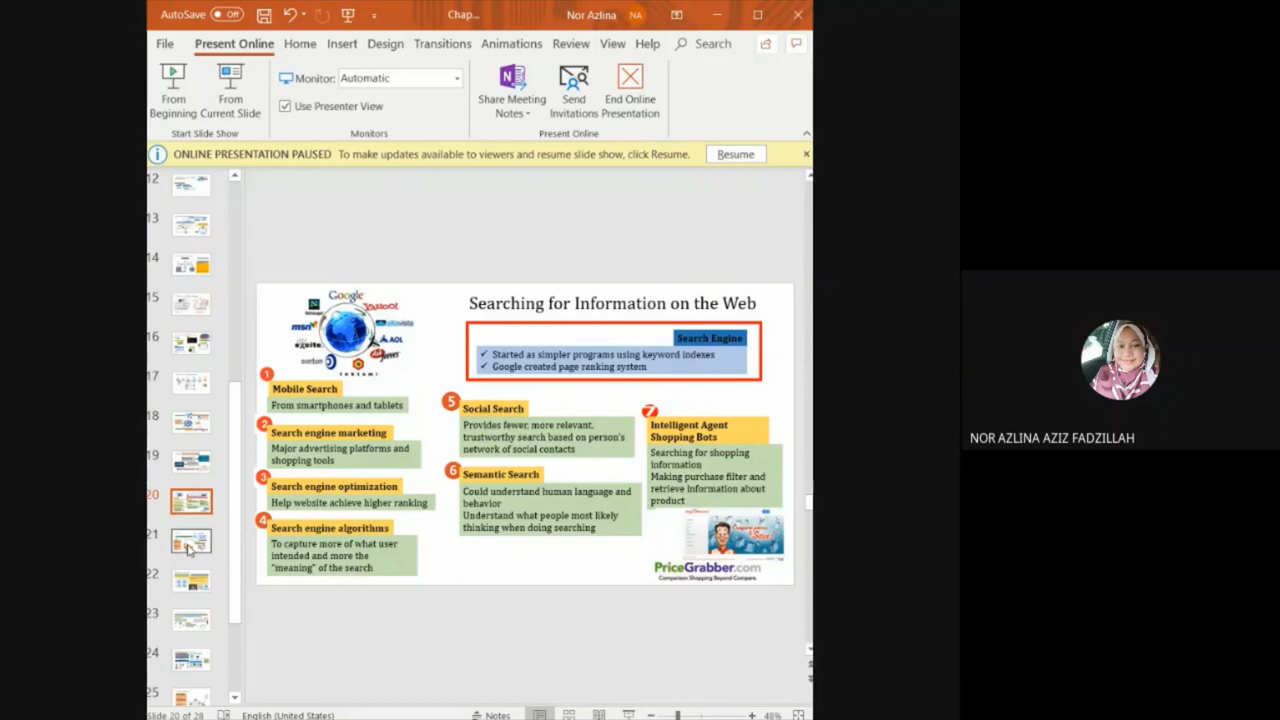 AutoSave Off Chap... Nor Azlina NA
File Present Online Home Insert Design Transitions Animations Review View Help Search
From Beginning
From Current Slide
Start Slide Show
Monitor: Automatic
Use Presenter View
Monitors
Share Meeting Notes
Send Invitations
End Online Presentation
Present Online
ONLINE PRESENTATION PAUSED To make updates available to viewers and resume slide show, click Resume. Resume
12
13
14
15
16
17
18
19
20
21
22
23
24
25
Google
YAHOO!
msn
altavista
AOL
excite
overture
Searching for Information on the Web
Search Engine
✓ Started as simpler programs using keyword indexes
✓ Google created page ranking system
1
Mobile Search
From smartphones and tablets
2
Search engine marketing
Major advertising platforms and
shopping tools
3
Search engine optimization
Help website achieve higher ranking
4
Search engine algorithms
To capture more of what user
intended and more the
"meaning" of the search
5
Social Search
Provides fewer, more relevant,
trustworthy search based on person's
network of social contacts
6
Semantic Search
Could understand human language and
behavior
Understand what people most likely
thinking when doing searching
7
Intelligent Agent
Shopping Bots
Searching for shopping
information
Making purchase filter and
retrieve information about
product
PriceGrabber.com
Comparison Shopping Beyond Compare.
NOR AZLINA AZIZ FADZILLAH
Slide 20 of 28 English (United States) Notes 48%